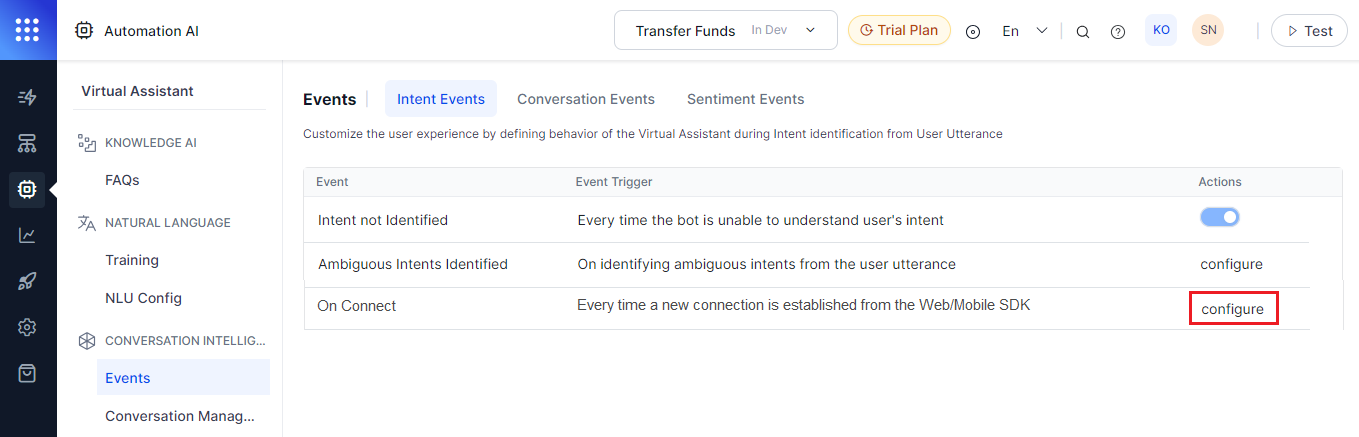 Automation AI
Transfer Funds In Dev
Trial Plan
En
KO
SN
Test
Virtual Assistant
KNOWLEDGE AI
FAQs
NATURAL LANGUAGE
Training
NLU Config
CONVERSATION INTELLIG...
Events
Conversation Manag...
Events Intent Events Conversation Events Sentiment Events
Customize the user experience by defining behavior of the Virtual Assistant during Intent identification from User Utterance
Event Event Trigger Actions
Intent not Identified Every time the bot is unable to understand user's intent
Ambiguous Intents Identified On identifying ambiguous intents from the user utterance configure
On Connect Every time a new connection is established from the Web/Mobile SDK configure